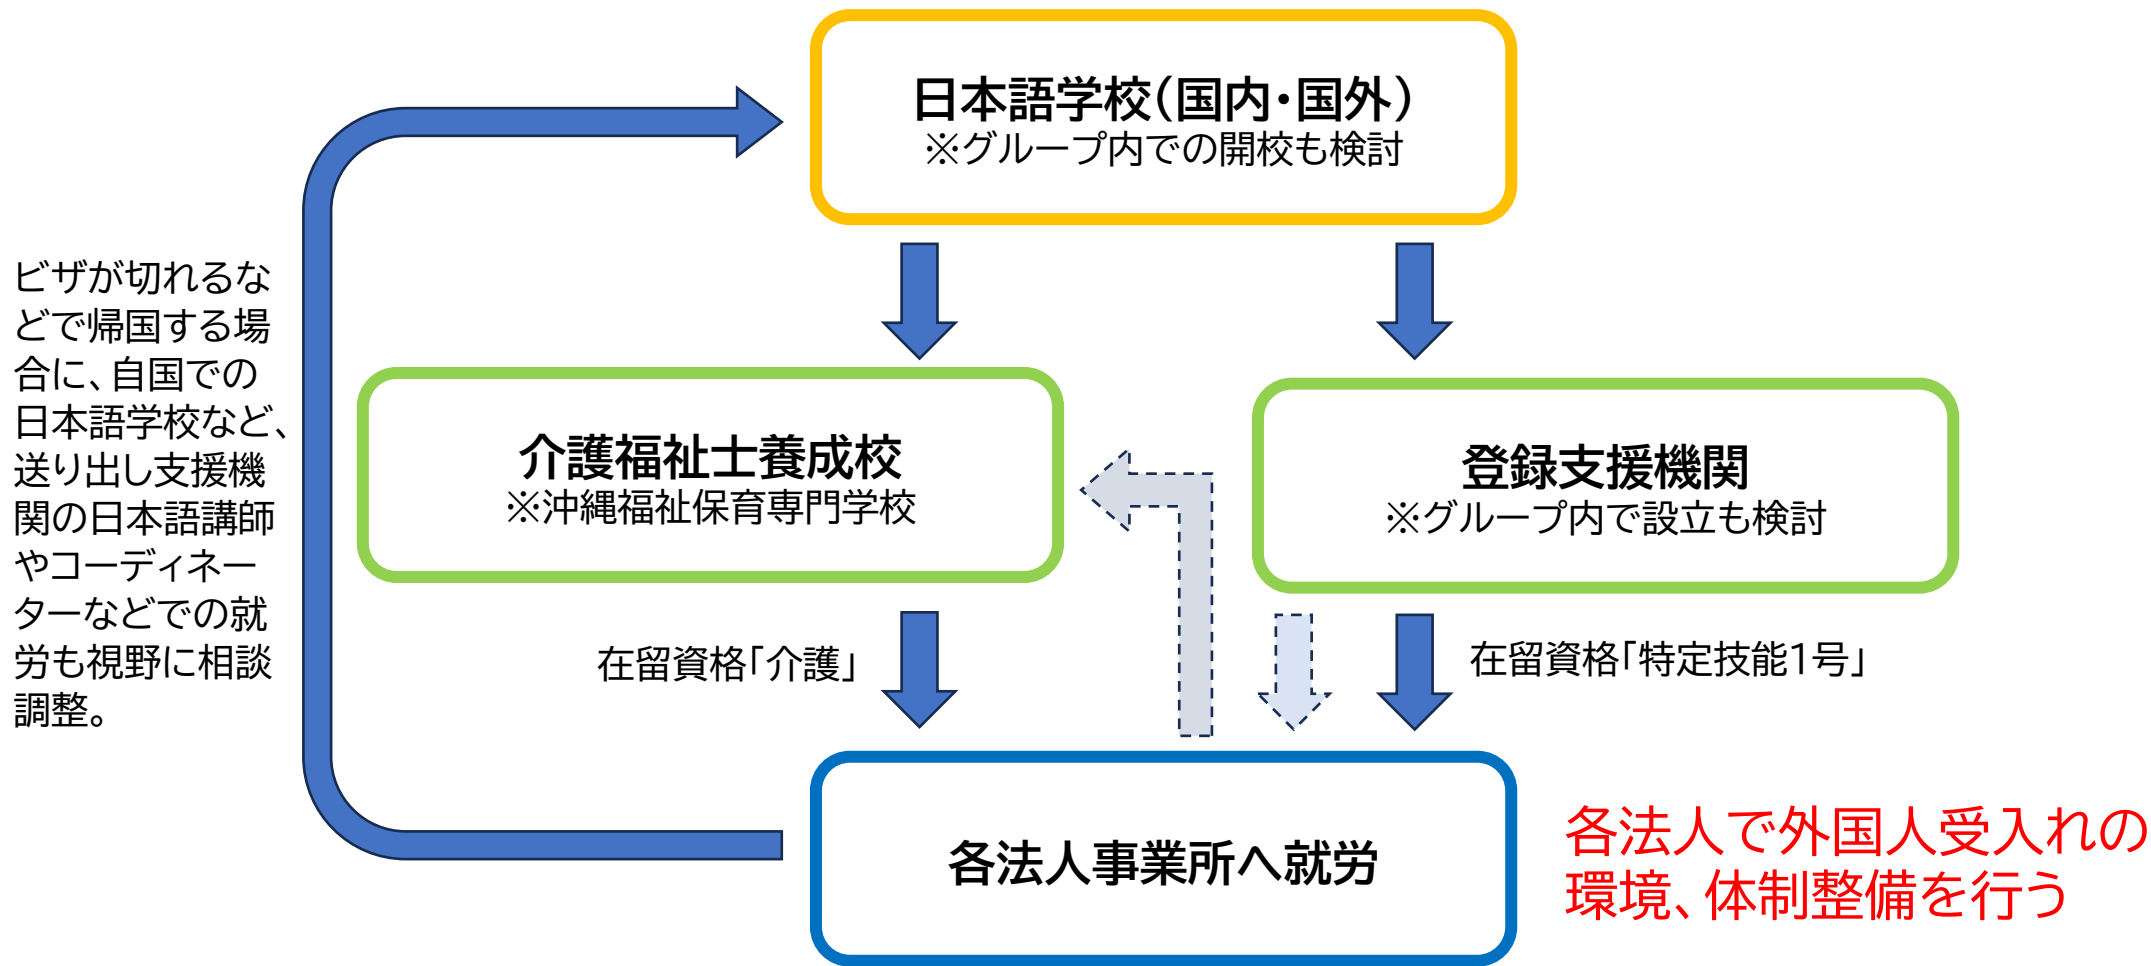 日本語学校(国内・国外)
※グループ内での開校も検討
ビザが切れるな
どで帰国する場
合に、自国での
日本語学校など、
送り出し支援機
関の日本語講師
やコーディネー
ターなどでの就
労も視野に相談
調整。
介護福祉士養成校
※沖縄福祉保育専門学校
登録支援機関
※グループ内で設立も検討
在留資格「介護」
在留資格「特定技能1号」
各法人事業所へ就労
各法人で外国人受入れの
環境、体制整備を行う